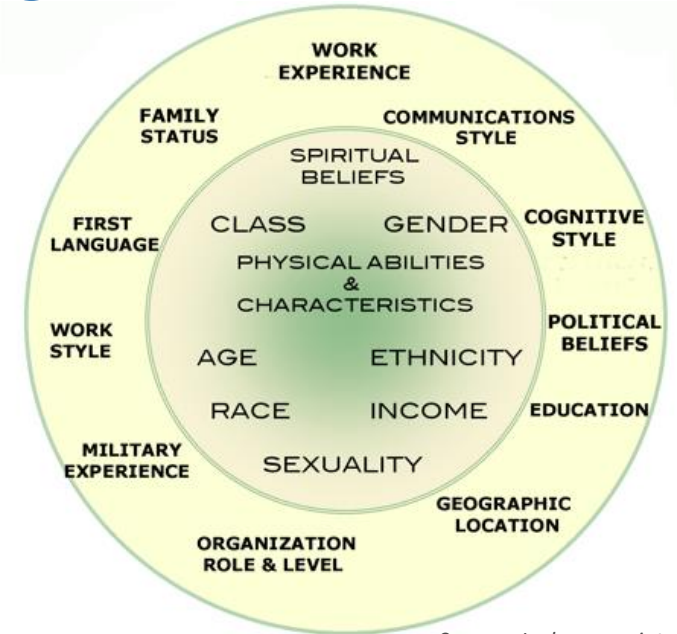 WORK
EXPERIENCE
FAMILY
STATUS
COMMUNICATIONS
STYLE
SPIRITUAL
BELIEFS
FIRST
LANGUAGE
CLASS
GENDER
COGNITIVE
STYLE
PHYSICAL ABILITIES
&
CHARACTERISTICS
WORK
STYLE
POLITICAL
BELIEFS
AGE
ETHNICITY
RACE
INCOME
EDUCATION
MILITARY
EXPERIENCE
SEXUALITY
GEOGRAPHIC
LOCATION
ORGANIZATION
ROLE & LEVEL